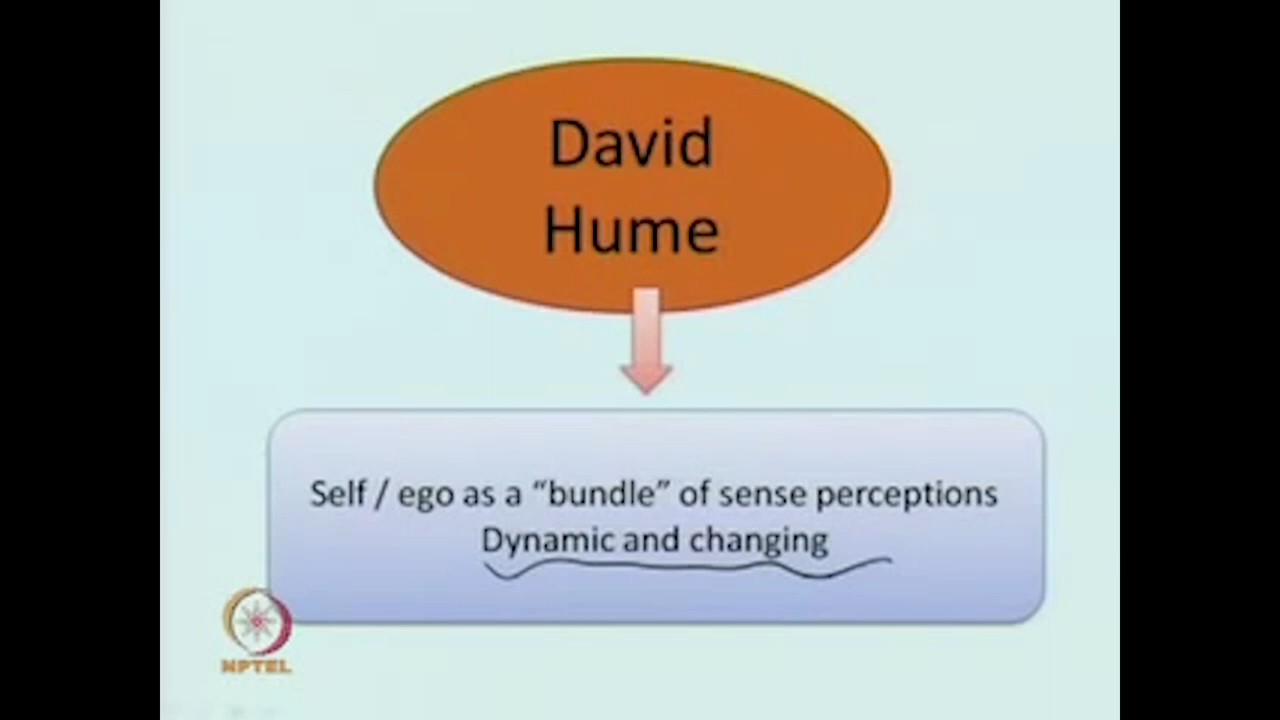 David
Hume
Self / ego as a “bundle” of sense perceptions
Dynamic and changing
NPTEL